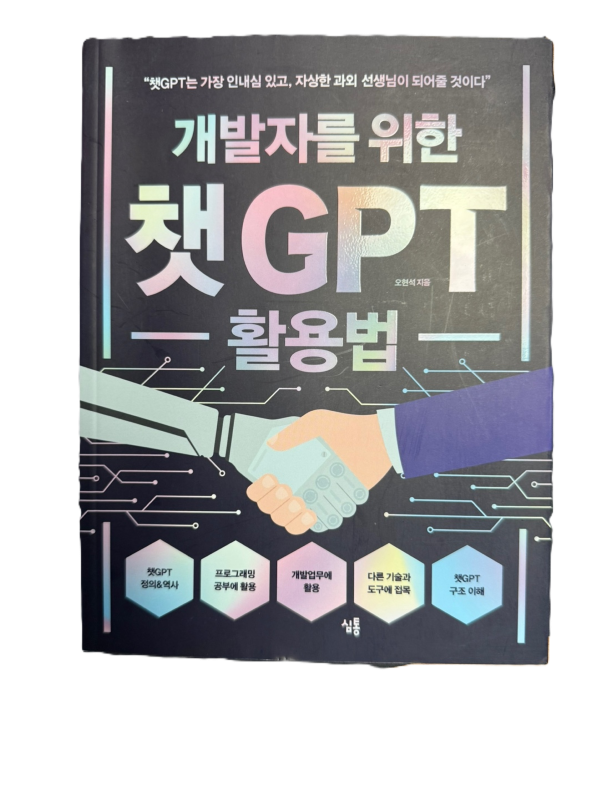 “챗GPT는 가장 인내심 있고, 자상한 과외 선생님이 되어줄 것이다”
개발자를 위한
챗GPT
오현석 지음
활용법
챗GPT
정의&역사
프로그래밍
공부에 활용
개발업무에
활용
다른 기술과
도구에 접목
챗GPT
구조 이해
심통